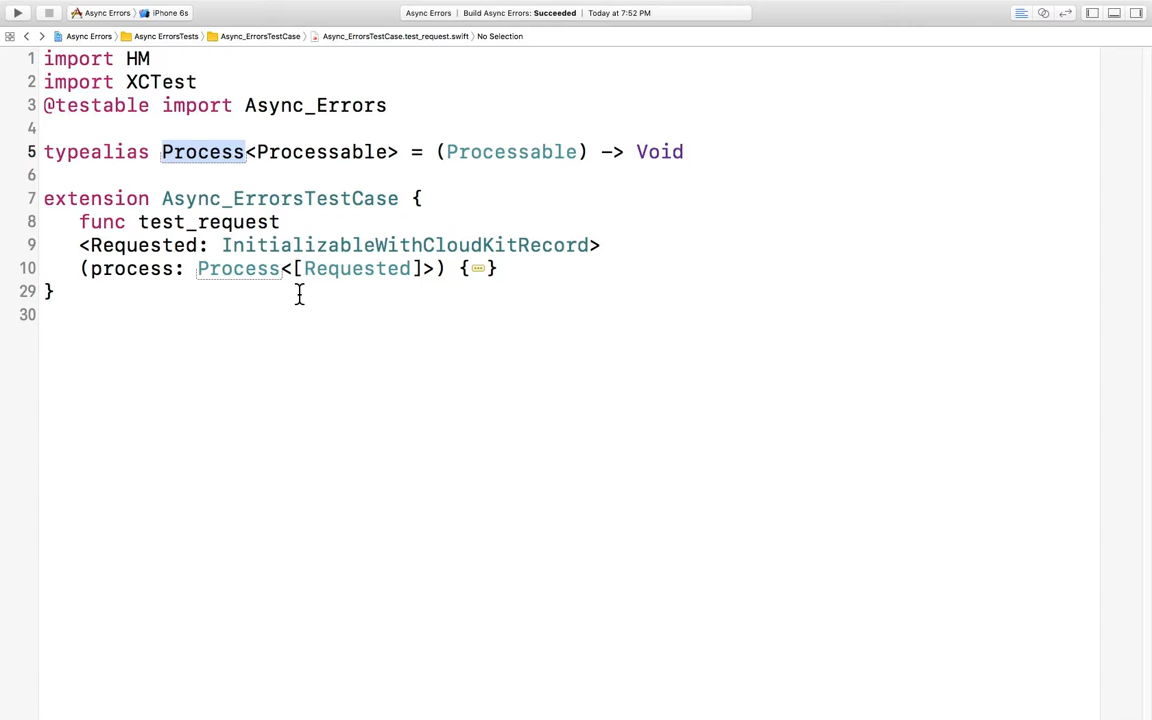 Async Errors iPhone 6s Async Errors | Build Async Errors: Succeeded | Today at 7:52 PM
Async Errors Async ErrorsTests Async_ErrorsTestCase Async_ErrorsTestCase.test_request.swift No Selection
1 import HM
2 import XCTest
3 @testable import Async_Errors
4
5 typealias Process<Processable> = (Processable) -> Void
6
7 extension Async_ErrorsTestCase {
8 func test_request
9 <Requested: InitializableWithCloudKitRecord>
10 (process: Process<[Requested]>) {...}
29 }
30